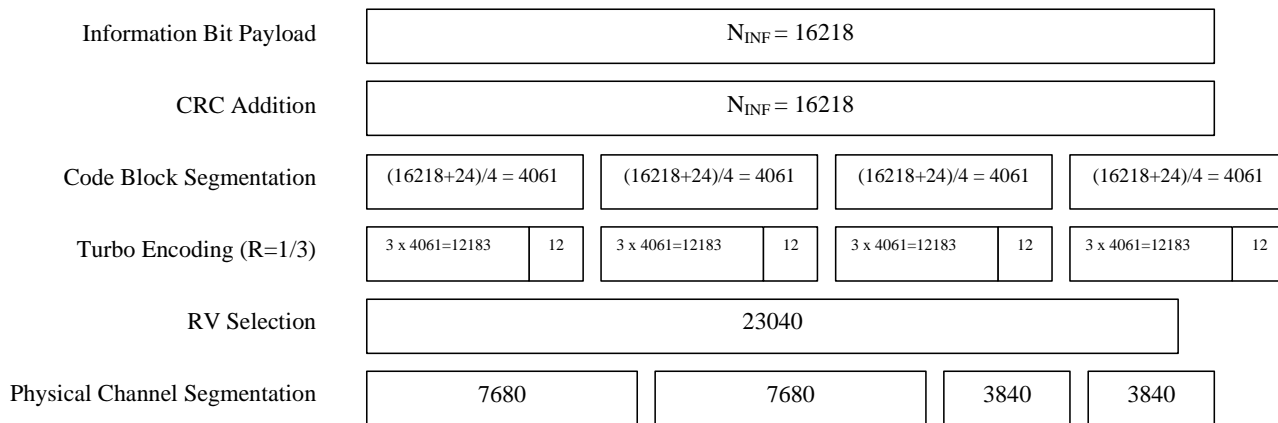 Information Bit Payload N_INF = 16218
CRC Addition N_INF = 16218
Code Block Segmentation (16218+24)/4 = 4061 (16218+24)/4 = 4061 (16218+24)/4 = 4061 (16218+24)/4 = 4061
Turbo Encoding (R=1/3) 3 x 4061=12183 12 3 x 4061=12183 12 3 x 4061=12183 12 3 x 4061=12183 12
RV Selection 23040
Physical Channel Segmentation 7680 7680 3840 3840